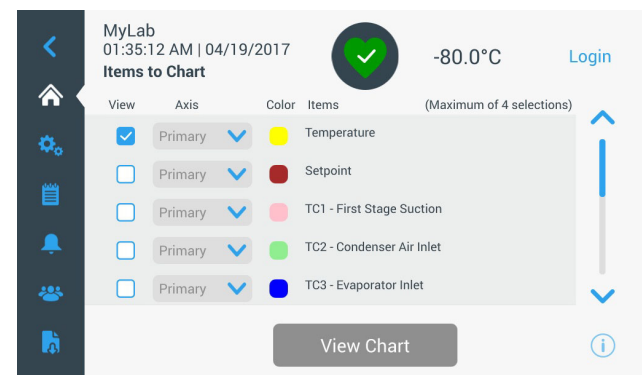 MyLab
01:35:12 AM | 04/19/2017
Items to Chart
-80.0°C
Login
View Axis Color Items (Maximum of 4 selections)
Primary Temperature
Primary Setpoint
Primary TC1 - First Stage Suction
Primary TC2 - Condenser Air Inlet
Primary TC3 - Evaporator Inlet
View Chart